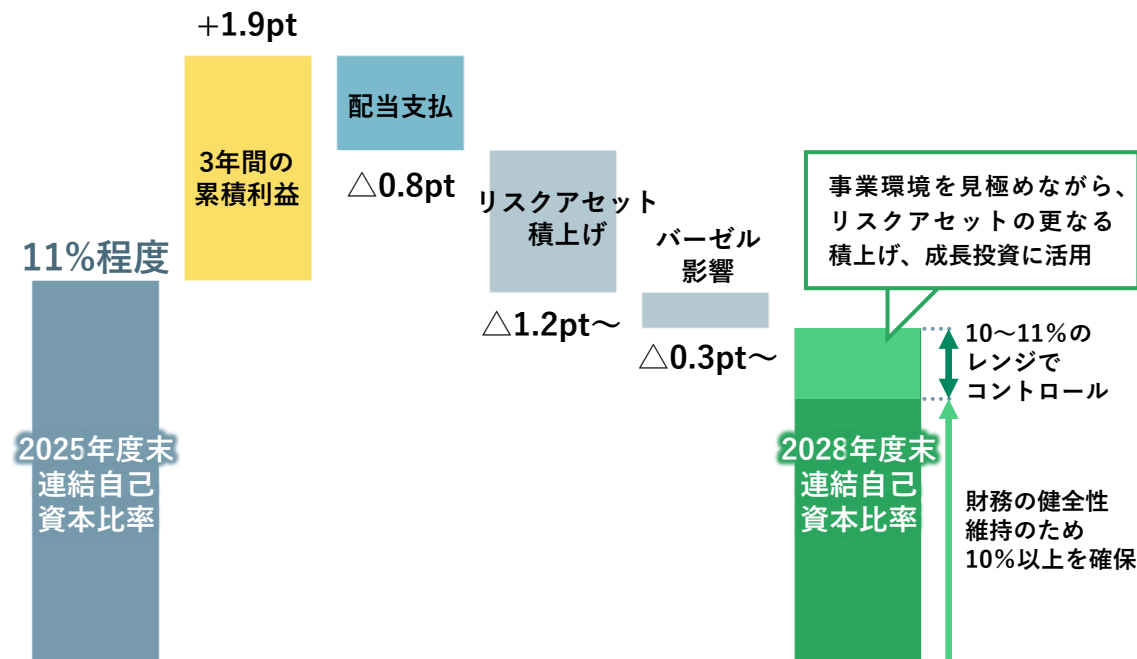 +1.9pt
3年間の
累積利益
配当支払
△0.8pt
リスクアセット
積上げ
△1.2pt～
バーゼル
影響
△0.3pt～
11%程度
2025年度末
連結自己
資本比率
事業環境を見極めながら、
リスクアセットの更なる
積上げ、成長投資に活用
10～11%の
レンジで
コントロール
2028年度末
連結自己
資本比率
財務の健全性
維持のため
10%以上を確保